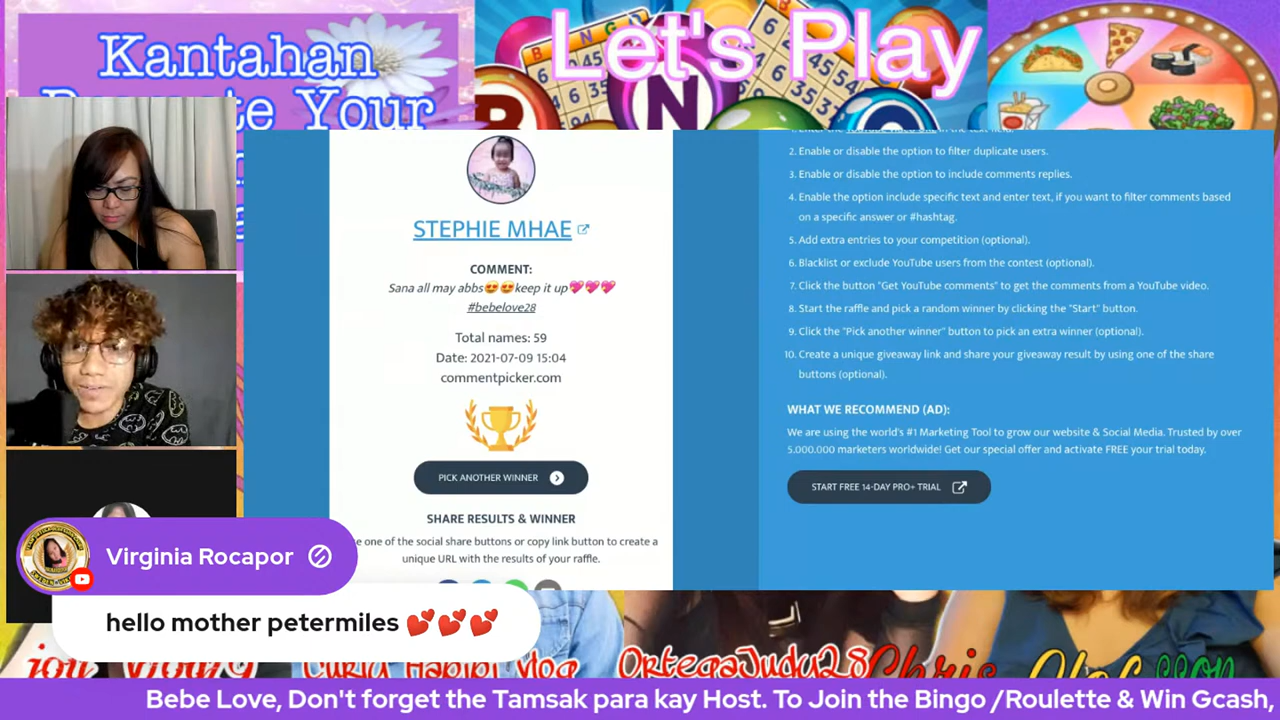 Kantahan
Your
Let's Play
B I N G O
N
STEPHIE MHAE
COMMENT:
Sana all may abbs😍😍keep it up💖💖💖
#bebelove28
Total names: 59
Date: 2021-07-09 15:04
commentpicker.com
PICK ANOTHER WINNER
SHARE RESULTS & WINNER
one of the social share buttons or copy link button to create a
unique URL with the results of your raffle.
2. Enable or disable the option to filter duplicate users.
3. Enable or disable the option to include comments replies.
4. Enable the option include specific text and enter text, if you want to filter comments based
on a specific answer or #hashtag.
5. Add extra entries to your competition (optional).
6. Blacklist or exclude YouTube users from the contest (optional).
7. Click the button "Get YouTube comments" to get the comments from a YouTube video.
8. Start the raffle and pick a random winner by clicking the "Start" button.
9. Click the "Pick another winner" button to pick an extra winner (optional).
10. Create a unique giveaway link and share your giveaway result by using one of the share
buttons (optional).
WHAT WE RECOMMEND (AD):
We are using the world's #1 Marketing Tool to grow our website & Social Media. Trusted by over
5.000.000 marketers worldwide! Get our special offer and activate FREE your trial today.
START FREE 14-DAY PRO+ TRIAL
Virginia Rocapor
hello mother petermiles 💕💕💕
OrtegaJudy28
Bebe Love, Don't forget the Tamsak para kay Host. To Join the Bingo /Roulette & Win Gcash,